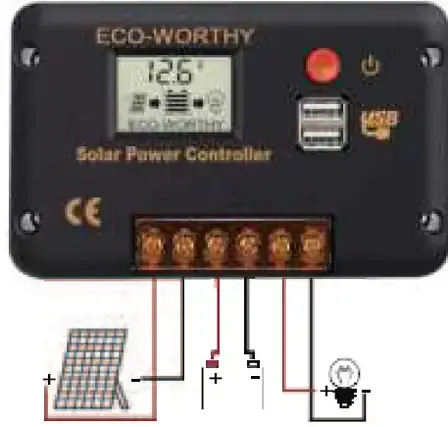 ECO-WORTHY
12.6
ECO-WORTHY
USB
Solar Power Controller
CE
+ - + - + -